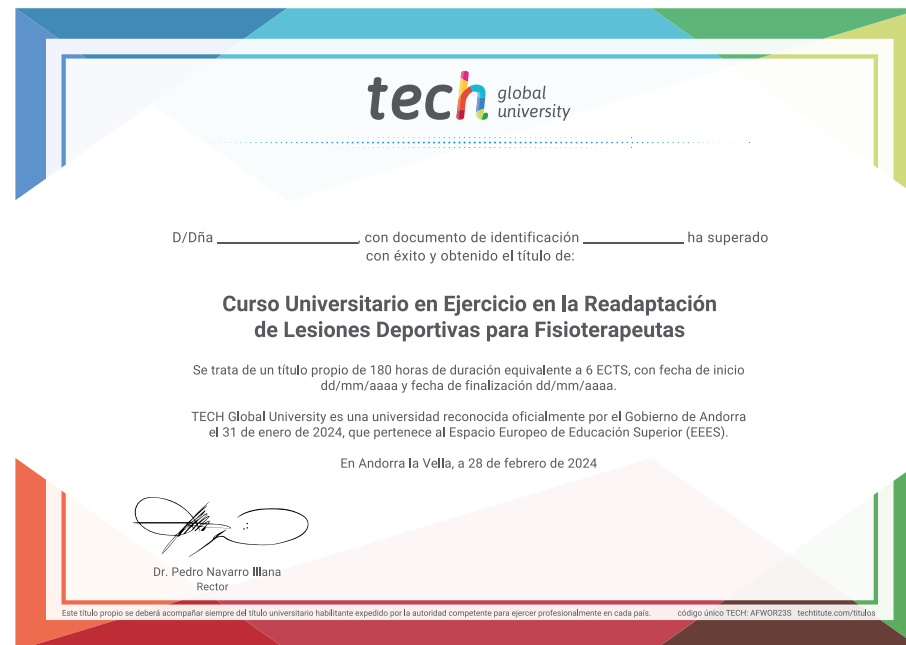 tech global university
D/Dña ____________________, con documento de identificación ______________ ha superado
con éxito y obtenido el título de:
Curso Universitario en Ejercicio en la Readaptación
de Lesiones Deportivas para Fisioterapeutas
Se trata de un título propio de 180 horas de duración equivalente a 6 ECTS, con fecha de inicio
dd/mm/aaaa y fecha de finalización dd/mm/aaaa.
TECH Global University es una universidad reconocida oficialmente por el Gobierno de Andorra
el 31 de enero de 2024, que pertenece al Espacio Europeo de Educación Superior (EEES).
En Andorra la Vella, a 28 de febrero de 2024
Dr. Pedro Navarro Illana
Rector
Este título propio se deberá acompañar siempre del título universitario habilitante expedido por la autoridad competente para ejercer profesionalmente en cada país. código único TECH: AFWOR23S techtitute.com/titulos